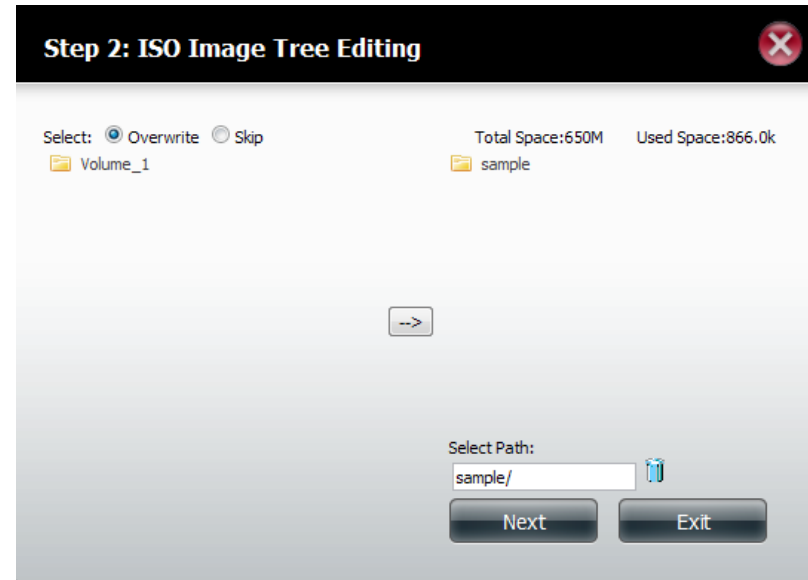 Step 2: ISO Image Tree Editing
Select: Overwrite Skip
Total Space:650M Used Space:866.0k
Volume_1
sample
-->
Select Path:
sample/
Next
Exit